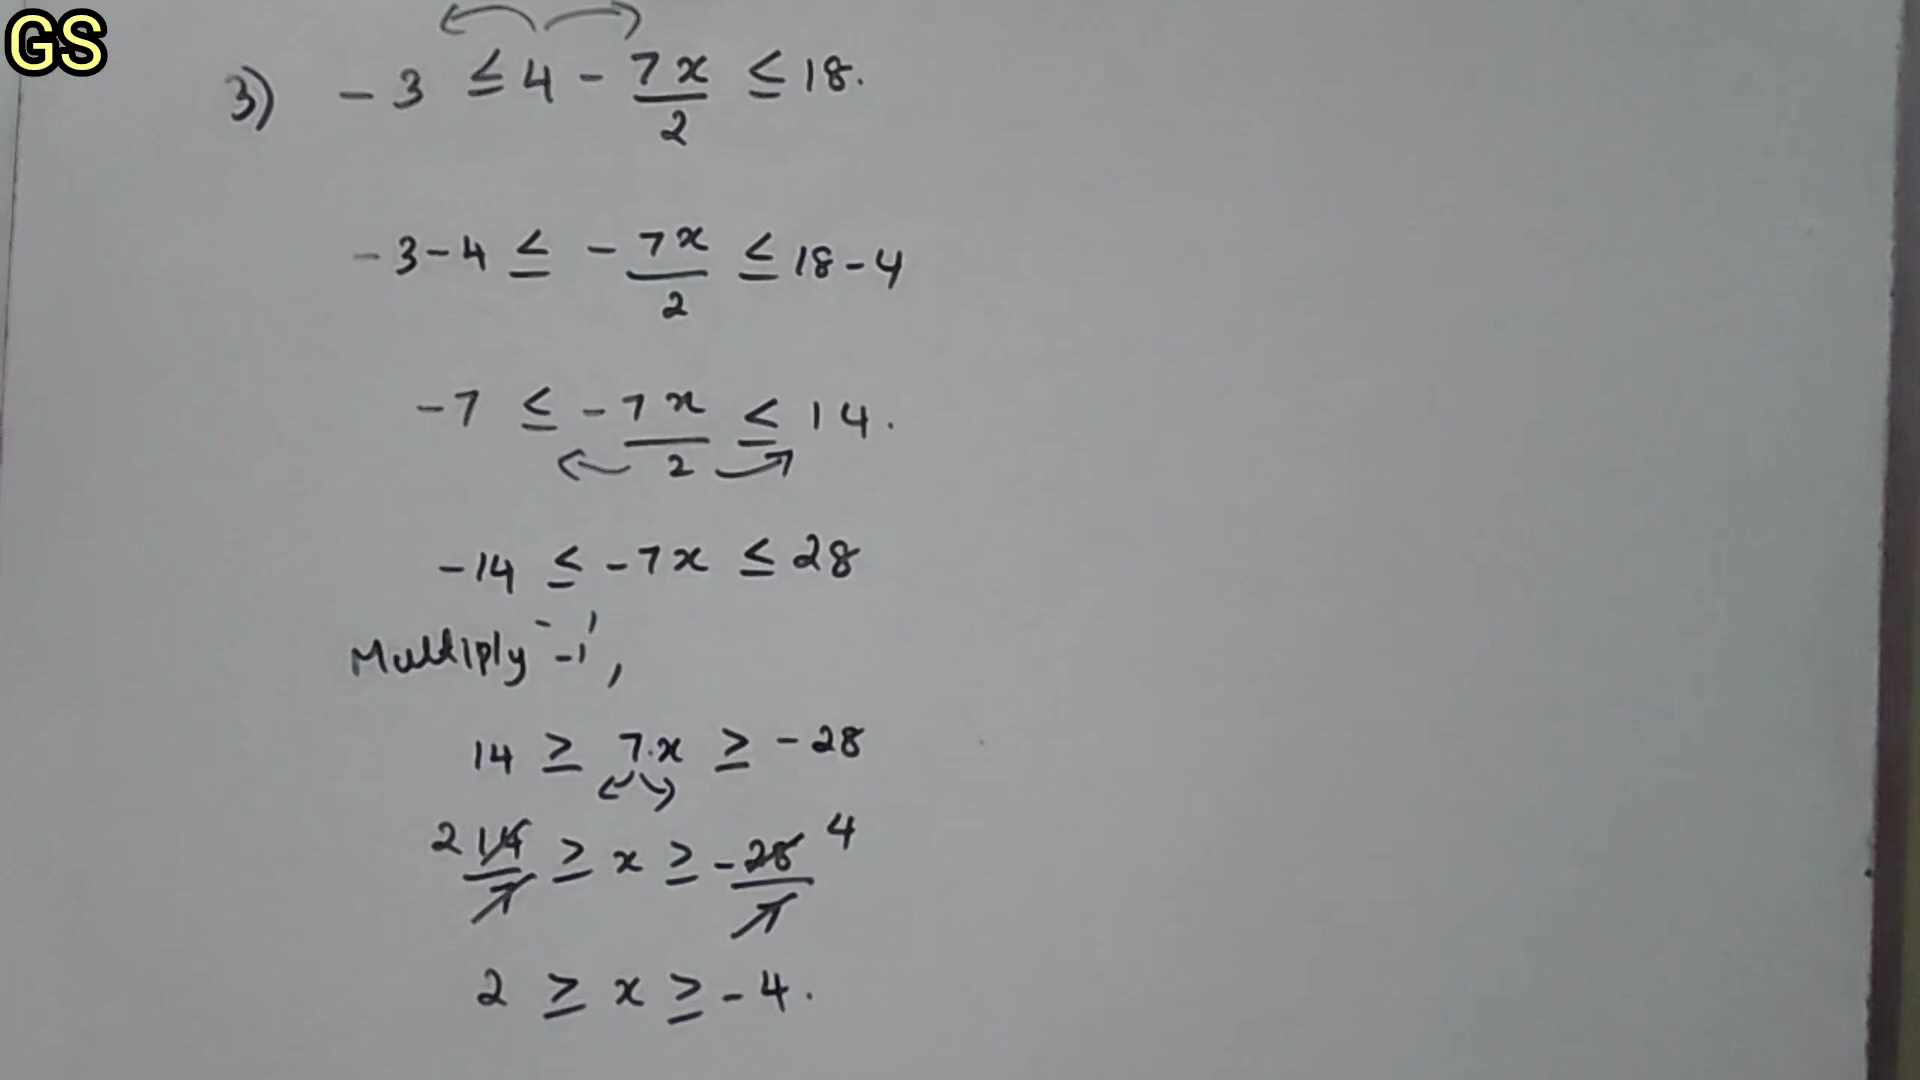 GS
3) -3 ≤ 4 - 7x/2 ≤ 18.
-3-4 ≤ -7x/2 ≤ 18-4
-7 ≤ -7x/2 ≤ 14.
-14 ≤ -7x ≤ 28
Multiply '-1',
14 ≥ 7.x ≥ -28
2 14/7 ≥ x ≥ -28/7 4
2 ≥ x ≥ -4.